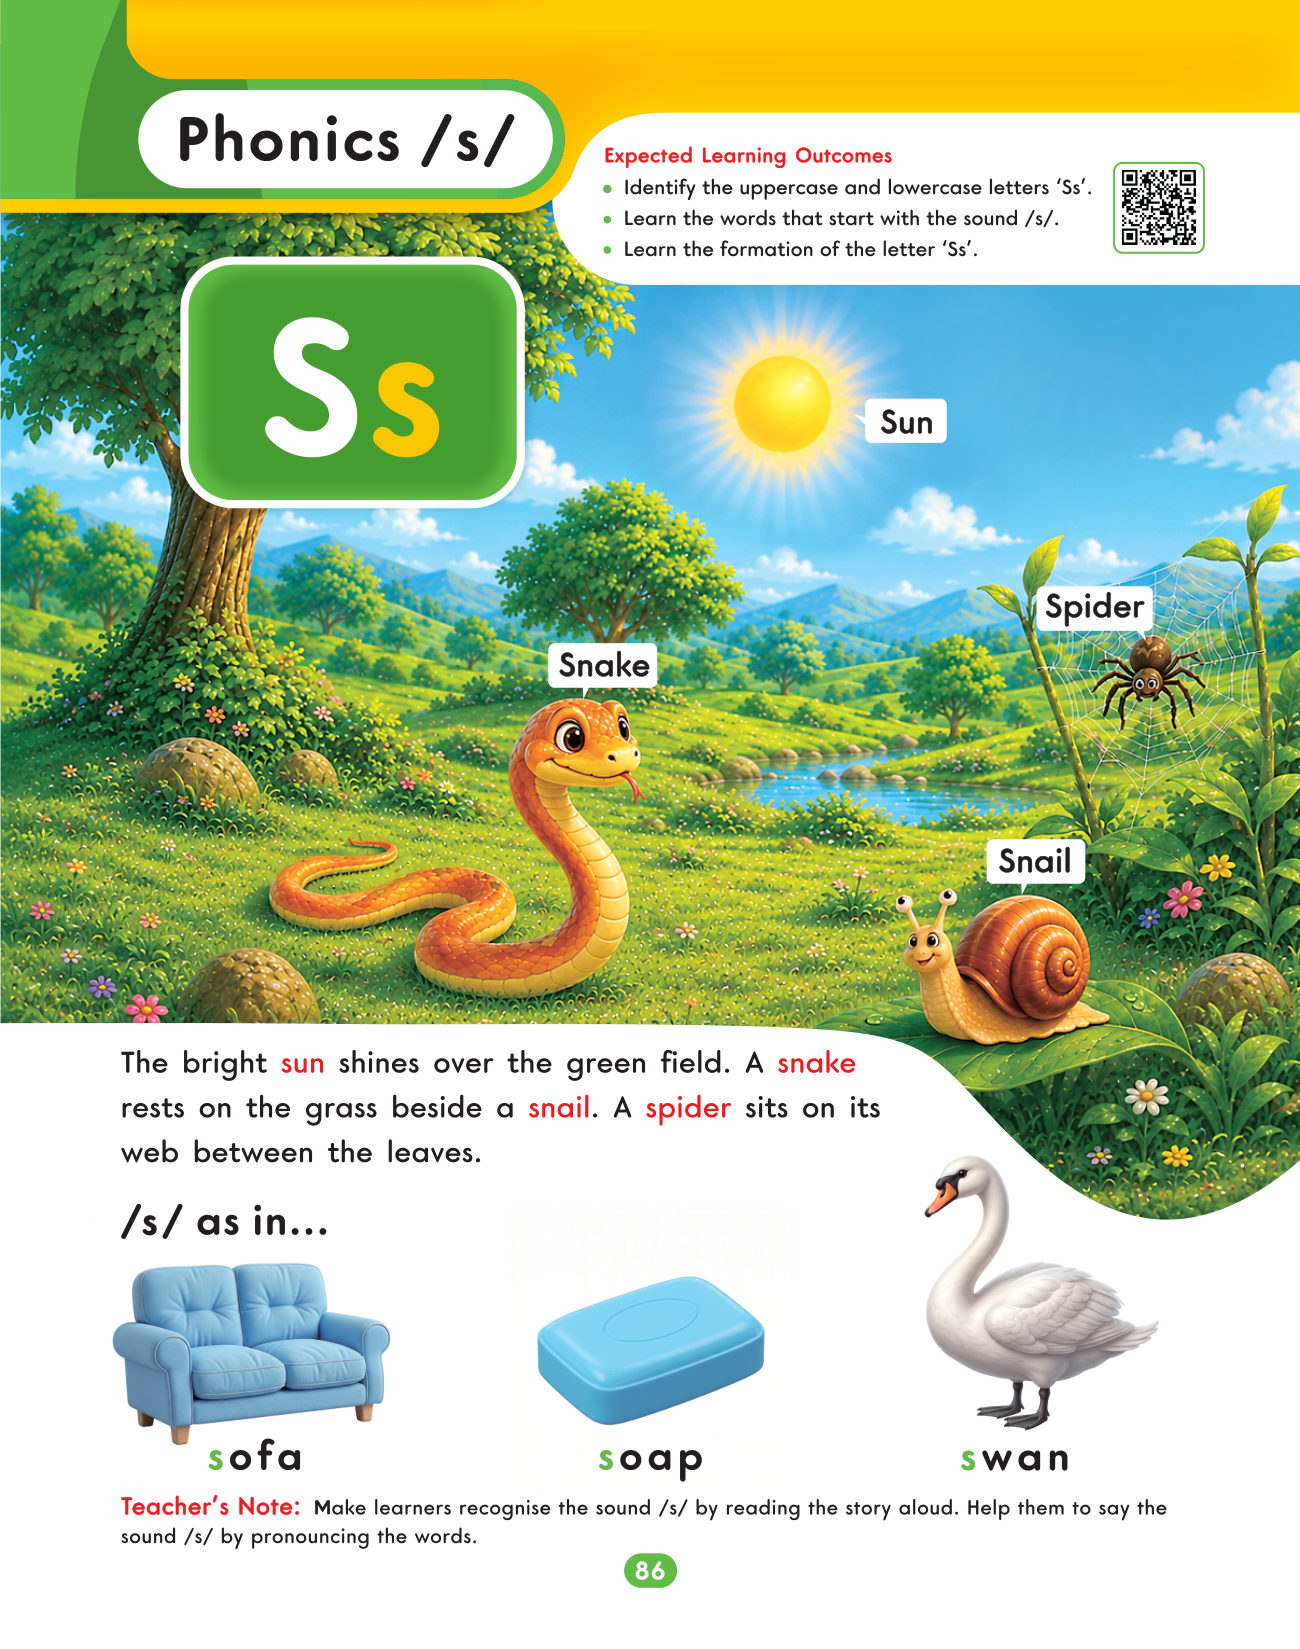 Phonics /s/
Expected Learning Outcomes
• Identify the uppercase and lowercase letters ‘Ss’.
• Learn the words that start with the sound /s/.
• Learn the formation of the letter ‘Ss’.
Ss
Sun
Spider
Snake
Snail
The bright sun shines over the green field. A snake
rests on the grass beside a snail. A spider sits on its
web between the leaves.
/s/ as in...
sofa
soap
swan
Teacher’s Note: Make learners recognise the sound /s/ by reading the story aloud. Help them to say the
sound /s/ by pronouncing the words.
86